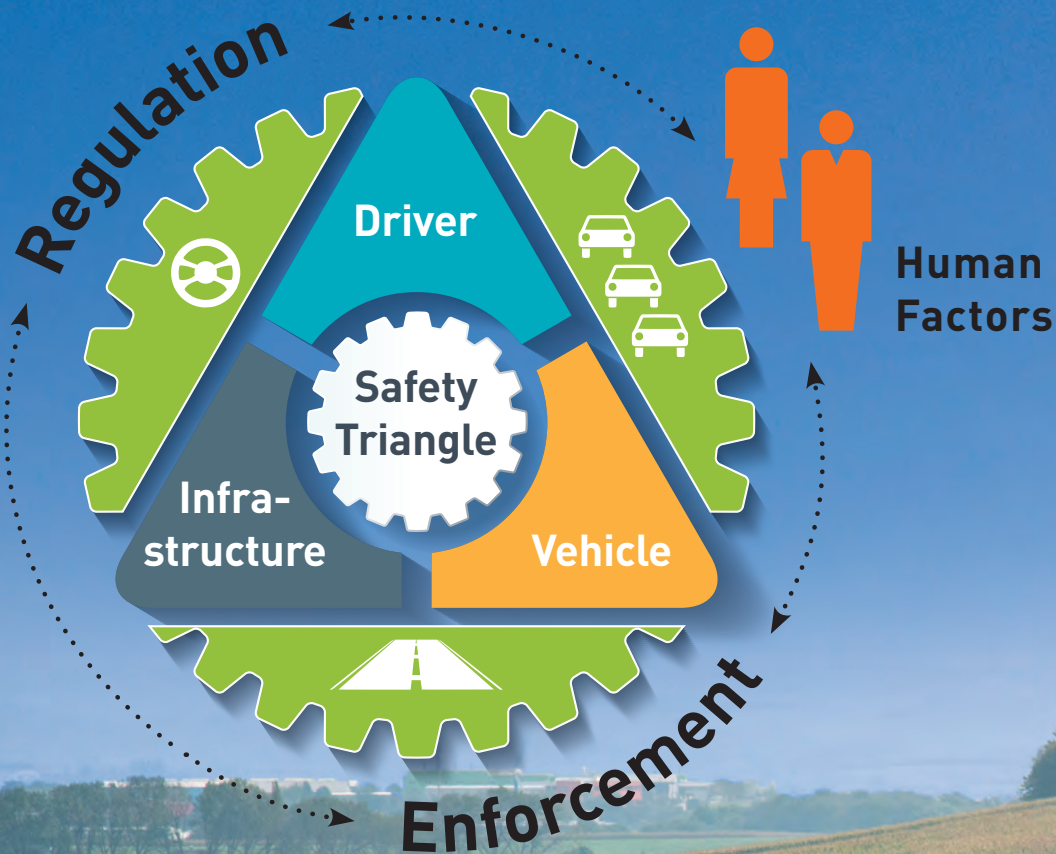 Regulation
Driver
Human
Factors
Safety
Triangle
Infra-
structure
Vehicle
Enforcement